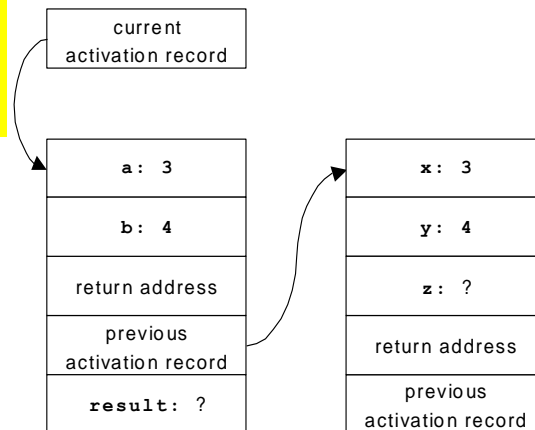 current
activation record
a: 3
b: 4
return address
previous
activation record
result: ?
x: 3
y: 4
z: ?
return address
previous
activation record